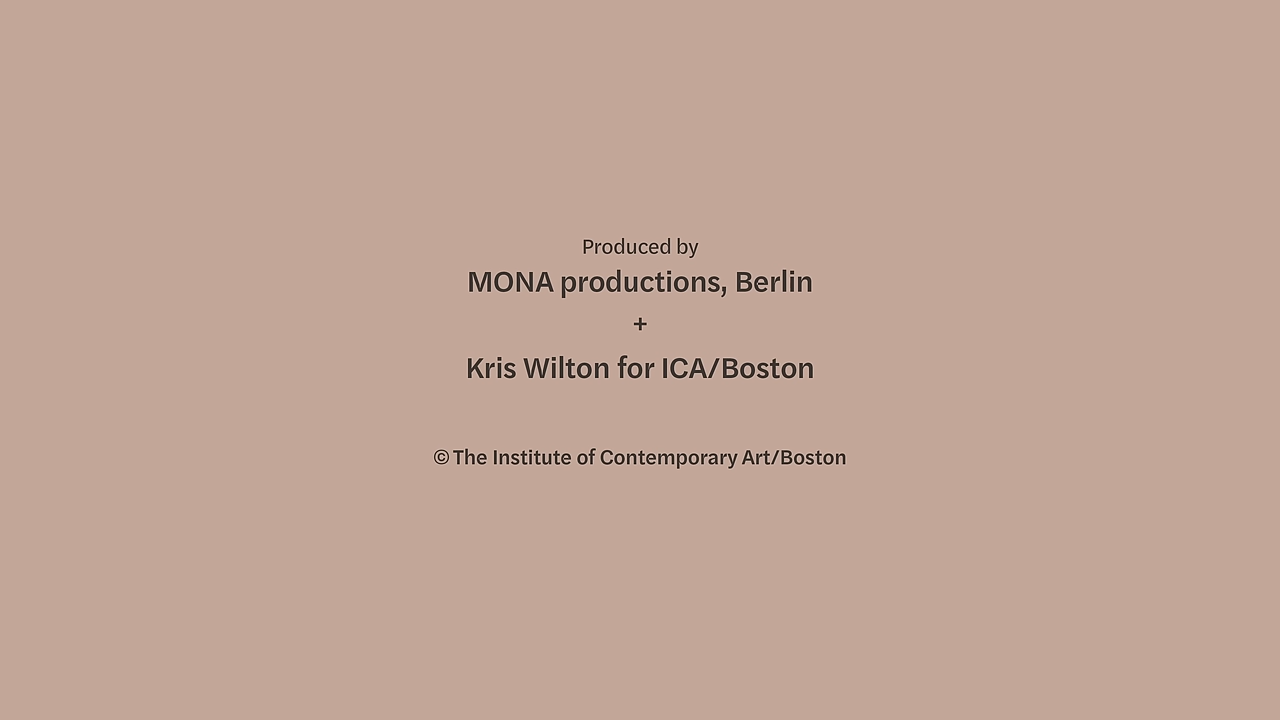 Produced by
MONA productions, Berlin
+
Kris Wilton for ICA/Boston
© The Institute of Contemporary Art/Boston